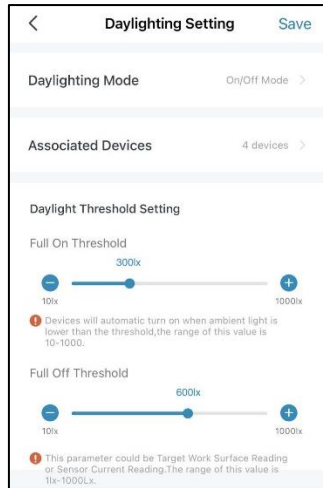 Daylighting Setting
Save
Daylighting Mode
On/Off Mode
Associated Devices
4 devices
Daylight Threshold Setting
Full On Threshold
300lx
10lx
1000lx
Devices will automatic turn on when ambient light is
lower than the threshold,the range of this value is
10-1000.
Full Off Threshold
600lx
10lx
1000lx
This parameter could be Target Work Surface Reading
or Sensor Current Reading.The range of this value is
1lx-1000Lx.